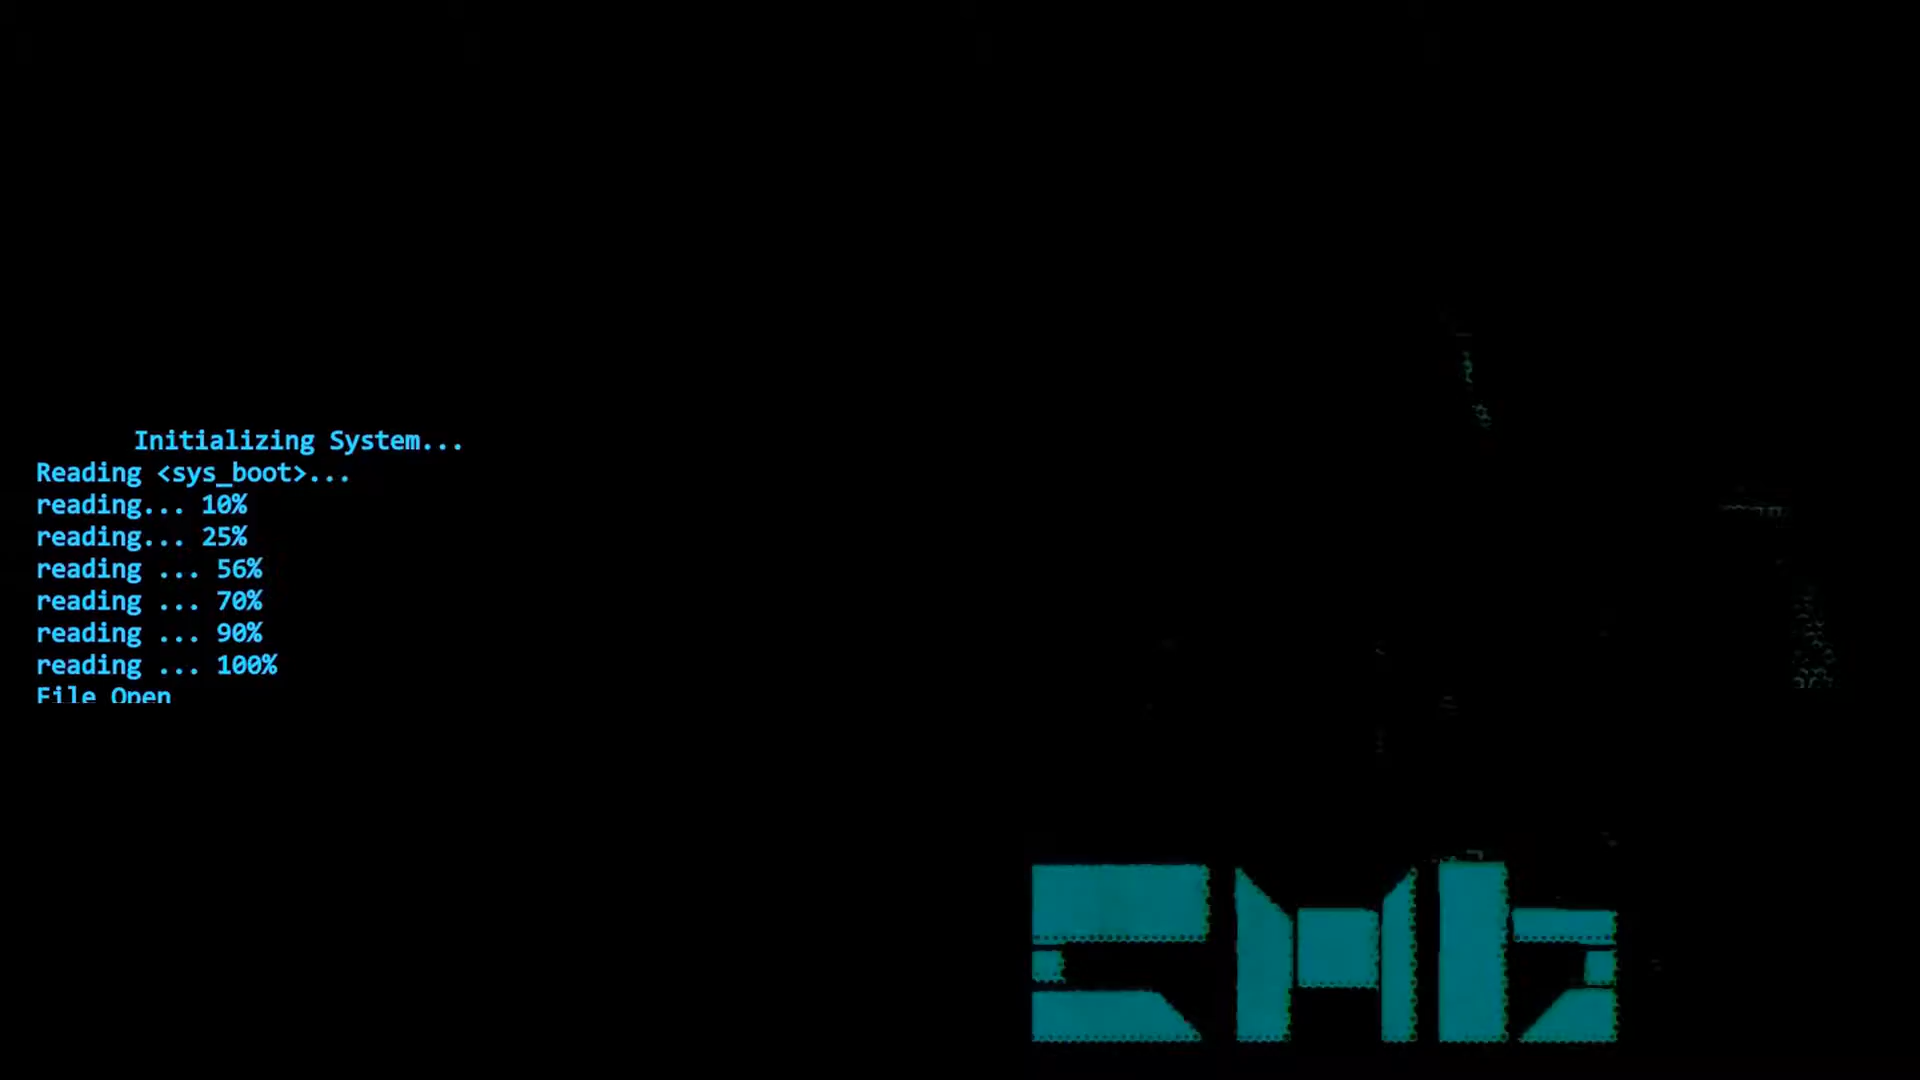 Initializing System...
Reading <sys_boot>...
reading... 10%
reading... 25%
reading ... 56%
reading ... 70%
reading ... 90%
reading ... 100%
File Open